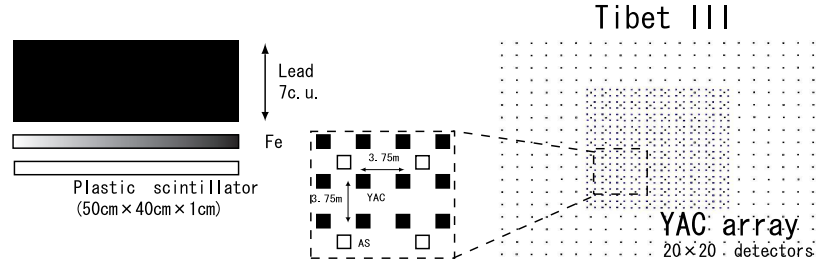 Tibet III
Lead
7c.u.
Fe
Plastic scintillator
(50cm×40cm×1cm)
3.75m
3.75m
YAC
AS
YAC array
20×20 detectors